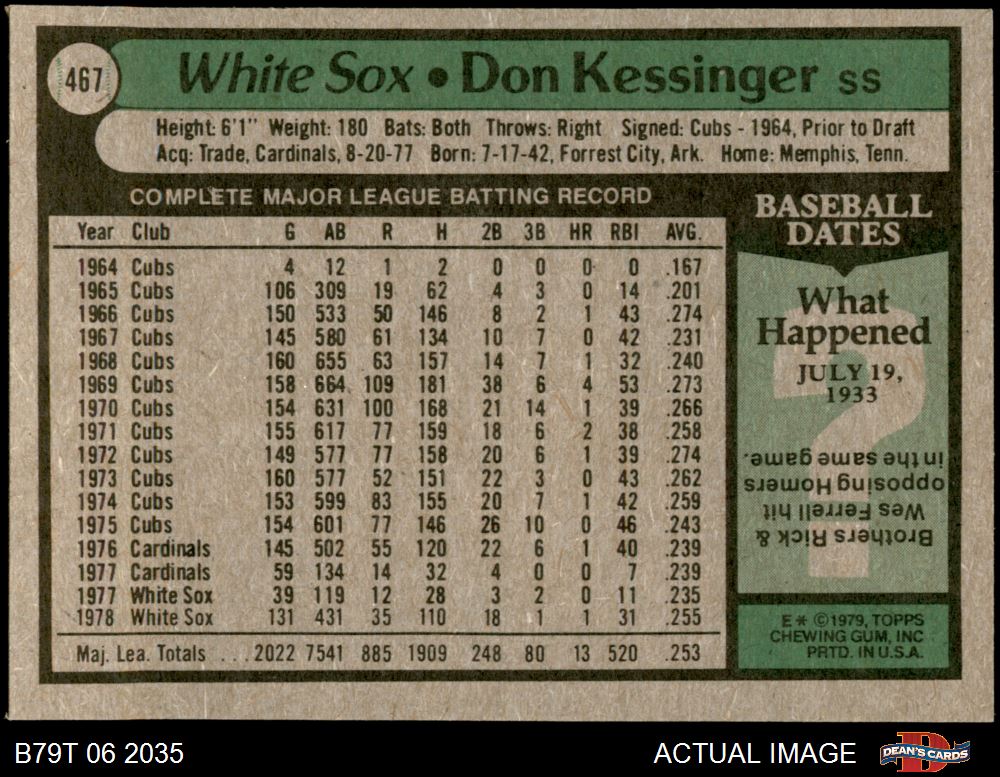 467
White Sox • Don Kessinger SS
Height: 6'1" Weight: 180 Bats: Both Throws: Right Signed: Cubs - 1964, Prior to Draft
Acq: Trade, Cardinals, 8-20-77 Born: 7-17-42, Forrest City, Ark. Home: Memphis, Tenn.
COMPLETE MAJOR LEAGUE BATTING RECORD
Year Club G AB R H 2B 3B HR RBI AVG.
1964 Cubs 4 12 1 2 0 0 0 0 .167
1965 Cubs 106 309 19 62 4 3 0 14 .201
1966 Cubs 150 533 50 146 8 2 1 43 .274
1967 Cubs 145 580 61 134 10 7 0 42 .231
1968 Cubs 160 655 63 157 14 7 1 32 .240
1969 Cubs 158 664 109 181 38 6 4 53 .273
1970 Cubs 154 631 100 168 21 14 1 39 .266
1971 Cubs 155 617 77 159 18 6 2 38 .258
1972 Cubs 149 577 77 158 20 6 1 39 .274
1973 Cubs 160 577 52 151 22 3 0 43 .262
1974 Cubs 153 599 83 155 20 7 1 42 .259
1975 Cubs 154 601 77 146 26 10 0 46 .243
1976 Cardinals 145 502 55 120 22 6 1 40 .239
1977 Cardinals 59 134 14 32 4 0 0 7 .239
1977 White Sox 39 119 12 28 3 2 0 11 .235
1978 White Sox 131 431 35 110 18 1 1 31 .255
Maj. Lea. Totals ... 2022 7541 885 1909 248 80 13 520 .253
BASEBALL
DATES
What
Happened
JULY 19,
1933
?
Brothers Rick &
Wes Ferrell hit
opposing Homers
in the same game.
E * ©1979, TOPPS
CHEWING GUM, INC
PRTD. IN U.S.A.
B79T 06 2035
ACTUAL IMAGE
D
DEAN'S CARDS